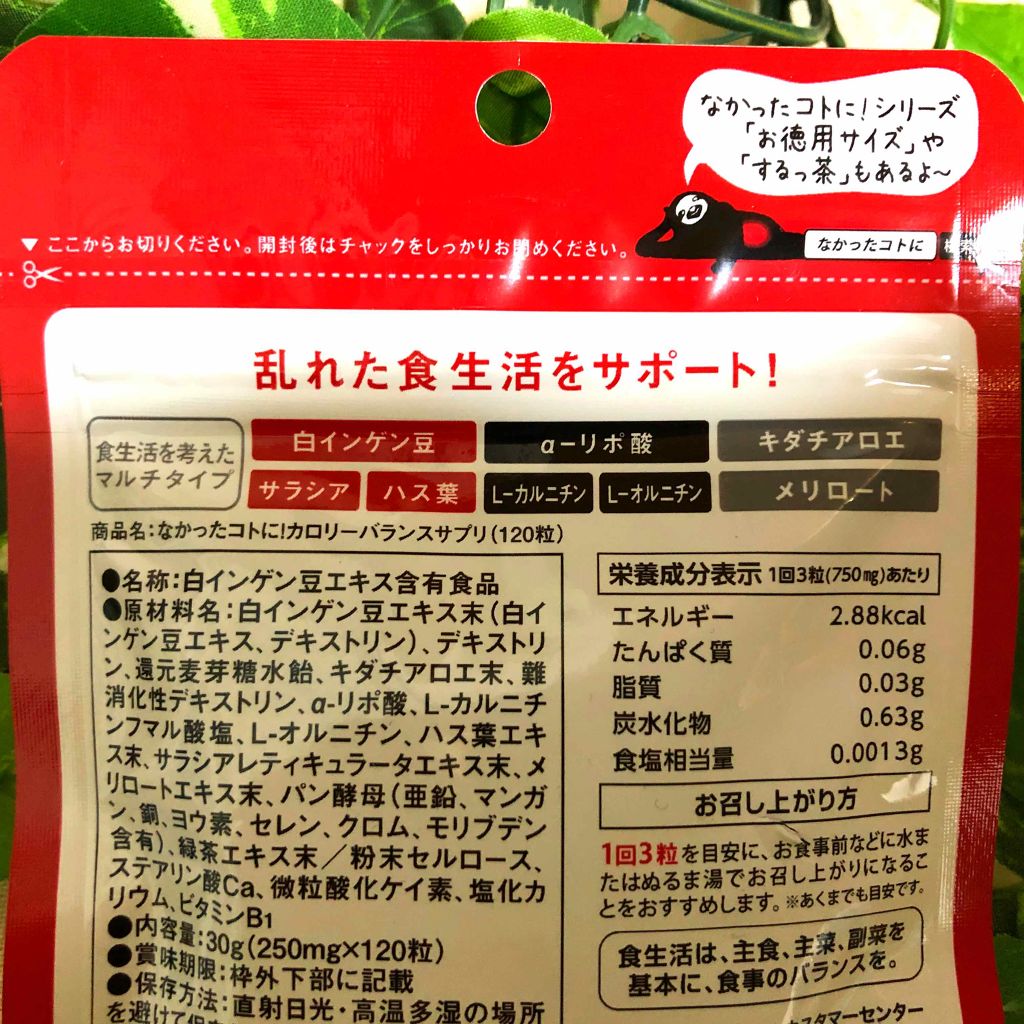 なかったコトに!シリーズ
「お徳用サイズ」や
「するっ茶」もあるよ〜
▼ここからお切りください。開封後はチャックをしっかりお閉めください。
なかったコトに
乱れた食生活をサポート!
食生活を考えた
マルチタイプ
白インゲン豆 α-リポ酸 キダチアロエ
サラシア ハス葉 L-カルニチン L-オルニチン メリロート
商品名:なかったコトに!カロリーバランスサプリ(120粒)
●名称:白インゲン豆エキス含有食品
●原材料名:白インゲン豆エキス末(白イ
ンゲン豆エキス、デキストリン)、デキストリ
ン、還元麦芽糖水飴、キダチアロエ末、難
消化性デキストリン、α-リポ酸、L-カルニチ
ンフマル酸塩、L-オルニチン、ハス葉エキ
ス末、サラシアレティキュラータエキス末、メ
リロートエキス末、パン酵母(亜鉛、マンガ
ン、銅、ヨウ素、セレン、クロム、モリブデン
含有)、緑茶エキス末/粉末セルロース、
ステアリン酸Ca、微粒酸化ケイ素、塩化カ
リウム、ビタミンB1
●内容量:30g(250mg×120粒)
●賞味期限:枠外下部に記載
●保存方法:直射日光・高温多湿の場所
を避けて保
栄養成分表示 1回3粒(750㎎)あたり
エネルギー 2.88kcal
たんぱく質 0.06g
脂質 0.03g
炭水化物 0.63g
食塩相当量 0.0013g
お召し上がり方
1回3粒を目安に、お食事前などに水ま
たはぬるま湯でお召し上がりになるこ
とをおすすめします。※あくまでも目安です。
食生活は、主食、主菜、副菜を
基本に、食事のバランスを。
スタマーセンター